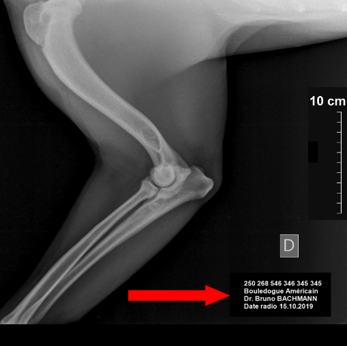 10 cm
D
250 268 546 346 345 345
Bouledogue Américain
Dr. Bruno BACHMANN
Date radio 15.10.2019